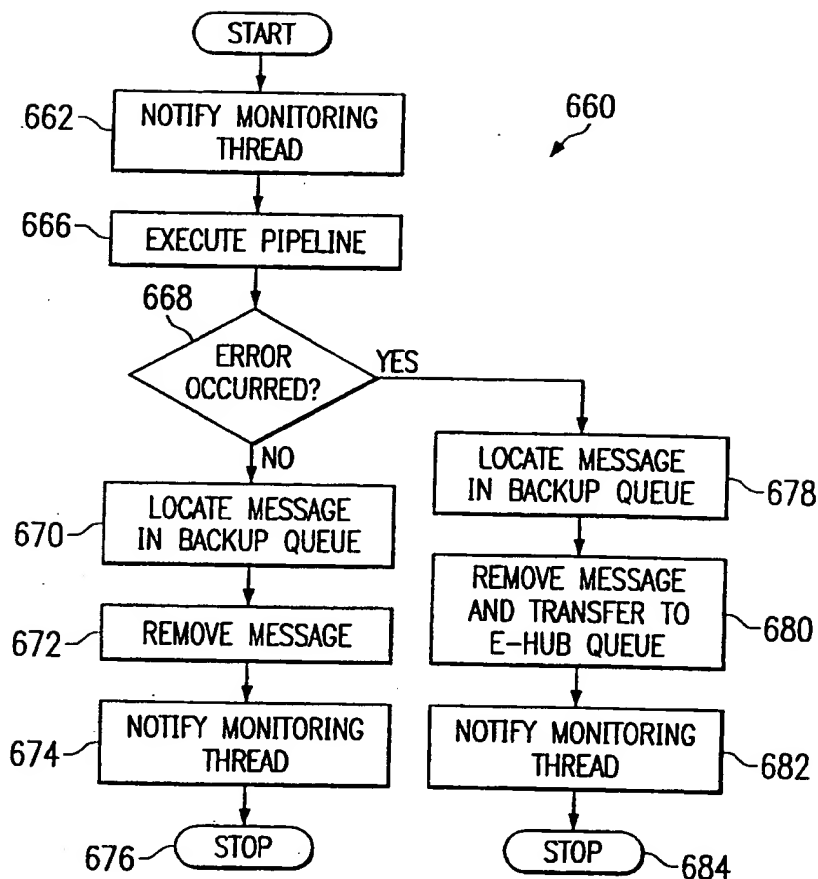 START
660
662
NOTIFY MONITORING
THREAD
666
EXECUTE PIPELINE
668
ERROR
OCCURRED?
YES
NO
670
LOCATE MESSAGE
IN BACKUP QUEUE
672
REMOVE MESSAGE
674
NOTIFY MONITORING
THREAD
676
STOP
LOCATE MESSAGE
IN BACKUP QUEUE
678
REMOVE MESSAGE
AND TRANSFER TO
E-HUB QUEUE
680
NOTIFY MONITORING
THREAD
682
STOP
684